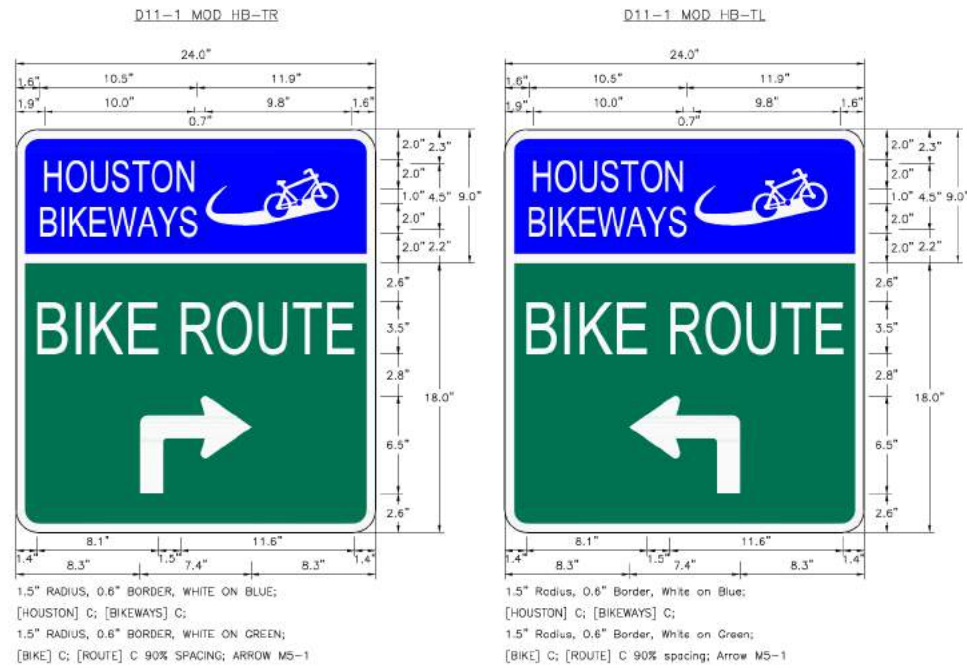 D11-1 MOD HB-TR
24.0"
1.6" 10.5" 11.9"
1.9" 10.0" 9.8" 1.6"
0.7"
HOUSTON
BIKEWAYS
2.0" 2.3"
2.0"
1.0" 4.5" 9.0"
2.0"
2.0" 2.2"
BIKE ROUTE
2.6"
3.5"
2.8"
18.0"
6.5"
2.6"
8.1" 11.6"
1.4" 1.5" 1.4"
8.3" 7.4" 8.3"
1.5" RADIUS, 0.6" BORDER, WHITE ON BLUE;
[HOUSTON] C; [BIKEWAYS] C;
1.5" RADIUS, 0.6" BORDER, WHITE ON GREEN;
[BIKE] C; [ROUTE] C 90% SPACING; ARROW M5-1
D11-1 MOD HB-TL
24.0"
1.6" 10.5" 11.9"
1.9" 10.0" 9.8" 1.6"
0.7"
HOUSTON
BIKEWAYS
2.0" 2.3"
2.0"
1.0" 4.5" 9.0"
2.0"
2.0" 2.2"
BIKE ROUTE
2.6"
3.5"
2.8"
18.0"
6.5"
2.6"
8.1" 11.6"
1.4" 1.5" 1.4"
8.3" 7.4" 8.3"
1.5" Radius, 0.6" Border, White on Blue;
[HOUSTON] C; [BIKEWAYS] C;
1.5" Radius, 0.6" Border, White on Green;
[BIKE] C; [ROUTE] C 90% spacing; Arrow M5-1